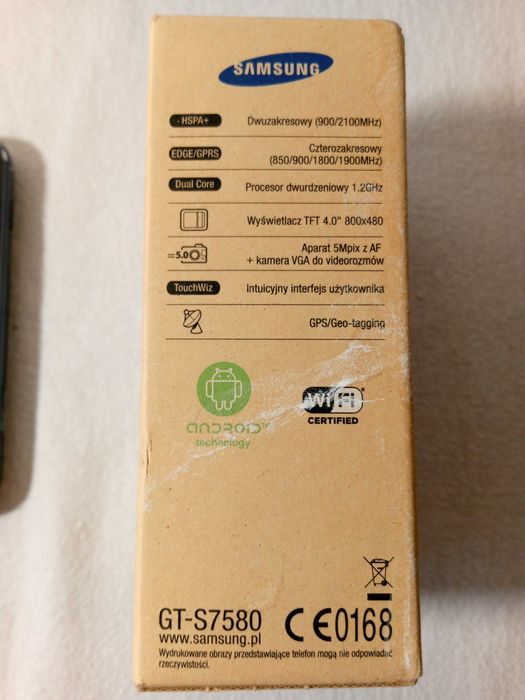 SAMSUNG
HSPA+ Dwuzakresowy (900/2100MHz)
EDGE/GPRS Czterozakresowy
(850/900/1800/1900MHz)
Dual Core Procesor dwurdzeniowy 1,2GHz
Wyświetlacz TFT 4.0" 800x480
=5.0 Aparat 5Mpix z AF
+ kamera VGA do videorozmów
TouchWiz Intuicyjny interfejs użytkownika
GPS/Geo-tagging
ANDROID
technology
WiFi
CERTIFIED
GT-S7580
www.samsung.pl
CE0168
Wydrukowane obrazy przedstawiające telefon mogą nie odpowiadać
rzeczywistości.